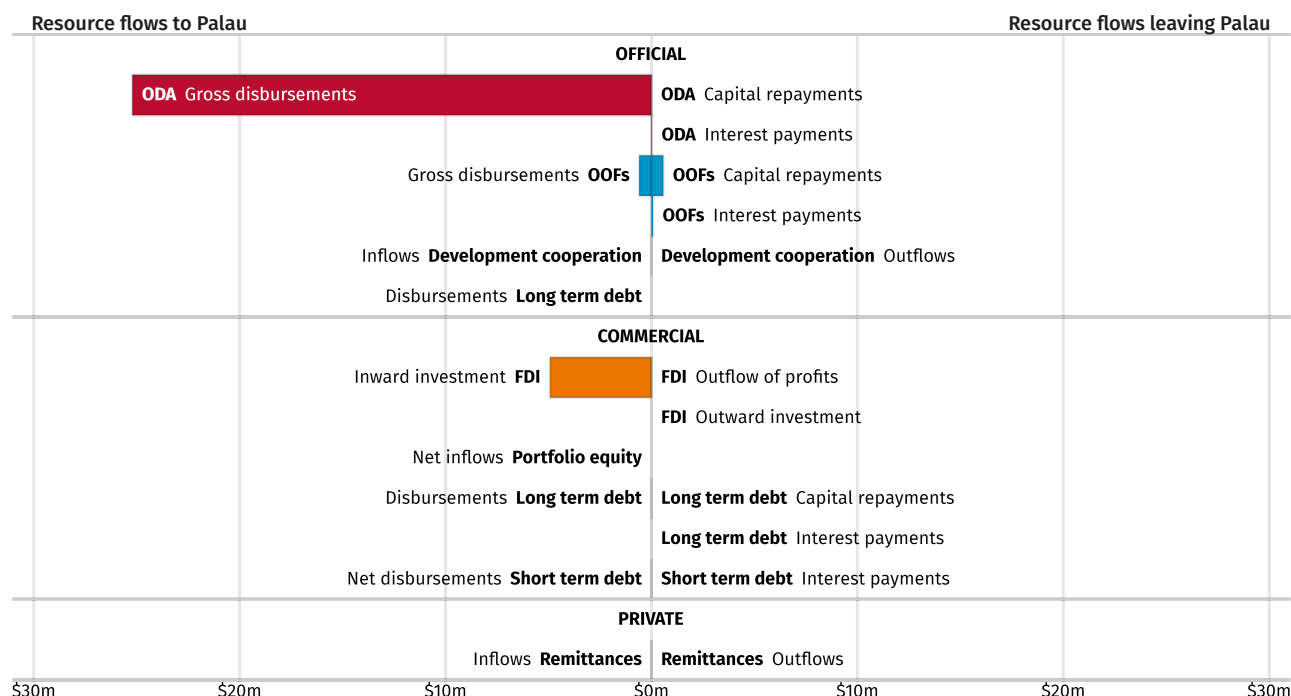 Resource flows to Palau Resource flows leaving Palau
OFFICIAL
ODA Gross disbursements ODA Capital repayments
ODA Interest payments
Gross disbursements OOFs OOFs Capital repayments
OOFs Interest payments
Inflows Development cooperation Development cooperation Outflows
Disbursements Long term debt
COMMERCIAL
Inward investment FDI FDI Outflow of profits
FDI Outward investment
Net inflows Portfolio equity
Disbursements Long term debt Long term debt Capital repayments
Long term debt Interest payments
Net disbursements Short term debt Short term debt Interest payments
PRIVATE
Inflows Remittances Remittances Outflows
$30m $20m $10m $0m $10m $20m $30m